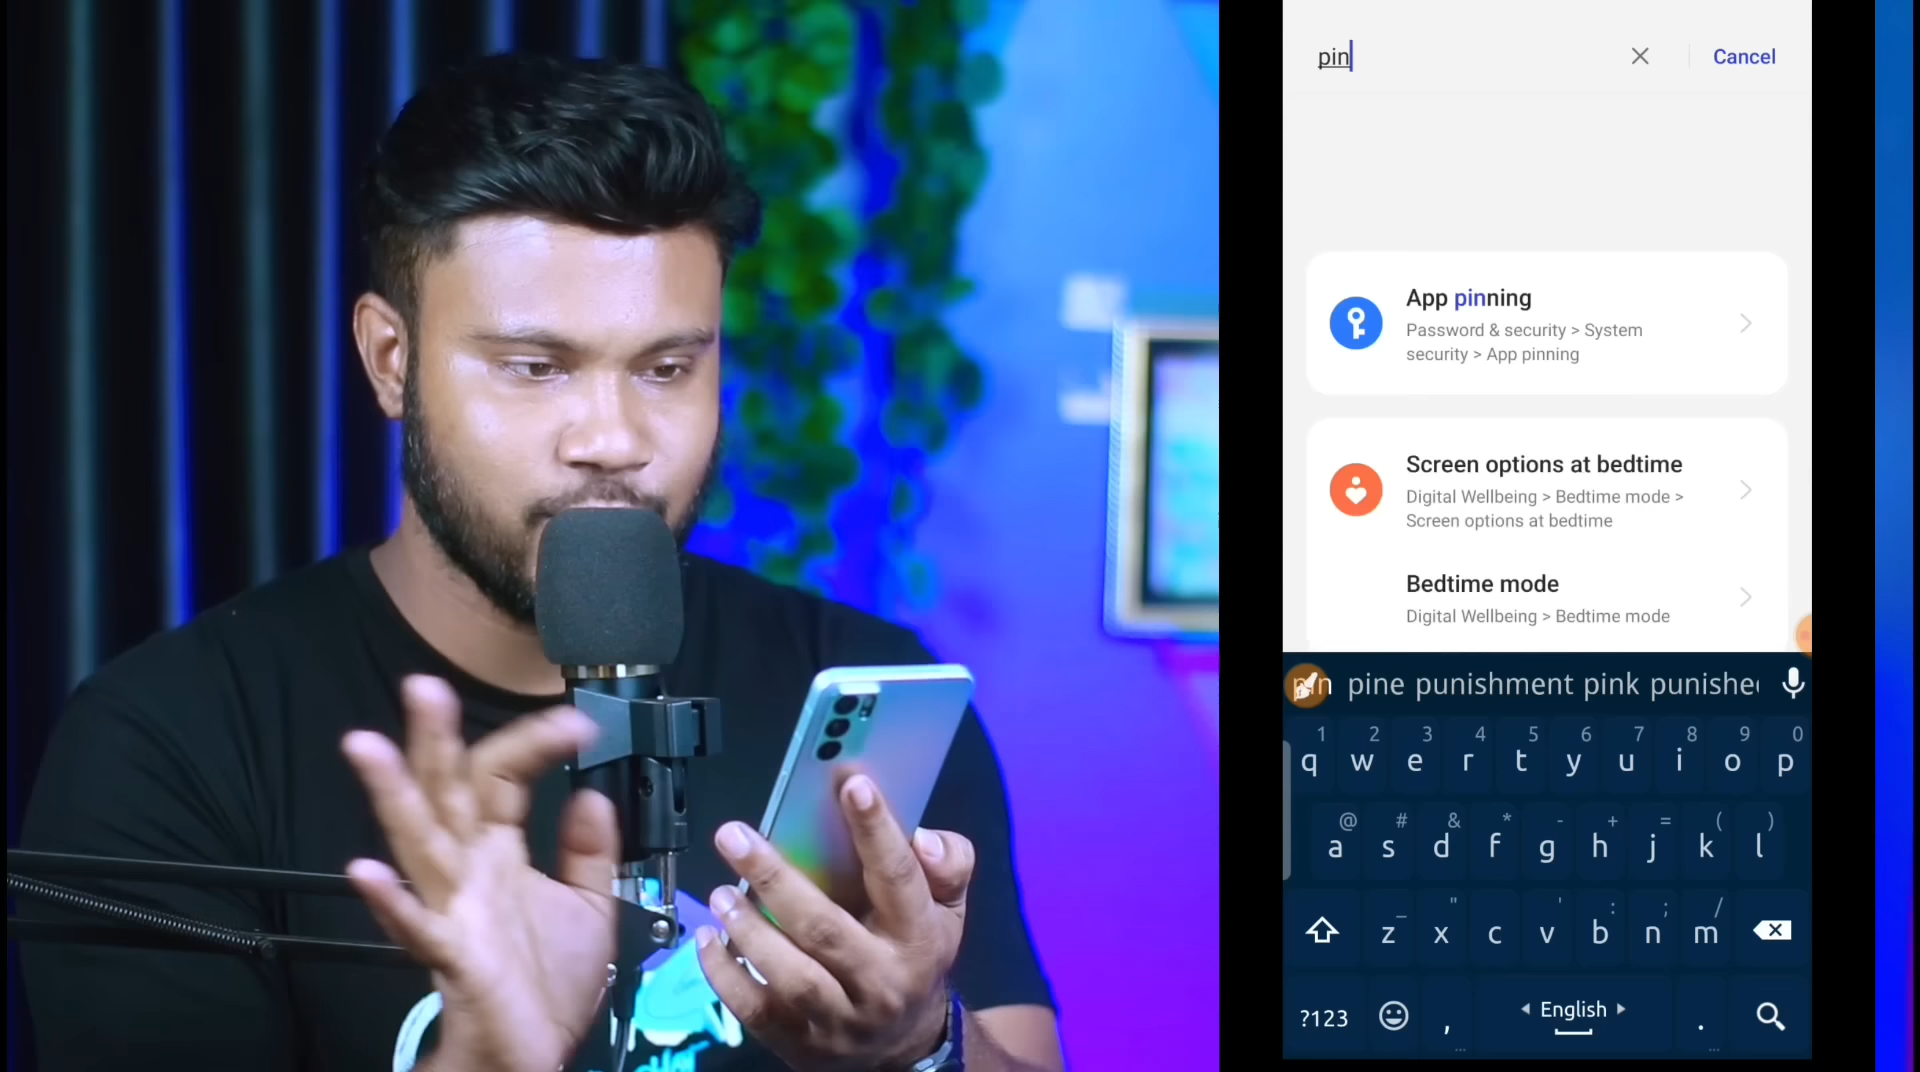 pin
Cancel
App pinning
Password & security > System
security > App pinning
Screen options at bedtime
Digital Wellbeing > Bedtime mode >
Screen options at bedtime
Bedtime mode
Digital Wellbeing > Bedtime mode
pin pine punishment pink
1 2 3 4 5 6 7 8 9 0
q w e r t y u i o p
@ # & * - + = ( )
a s d f g h j k l
_ " ' : ; /
z x c v b n m
?123 , English .